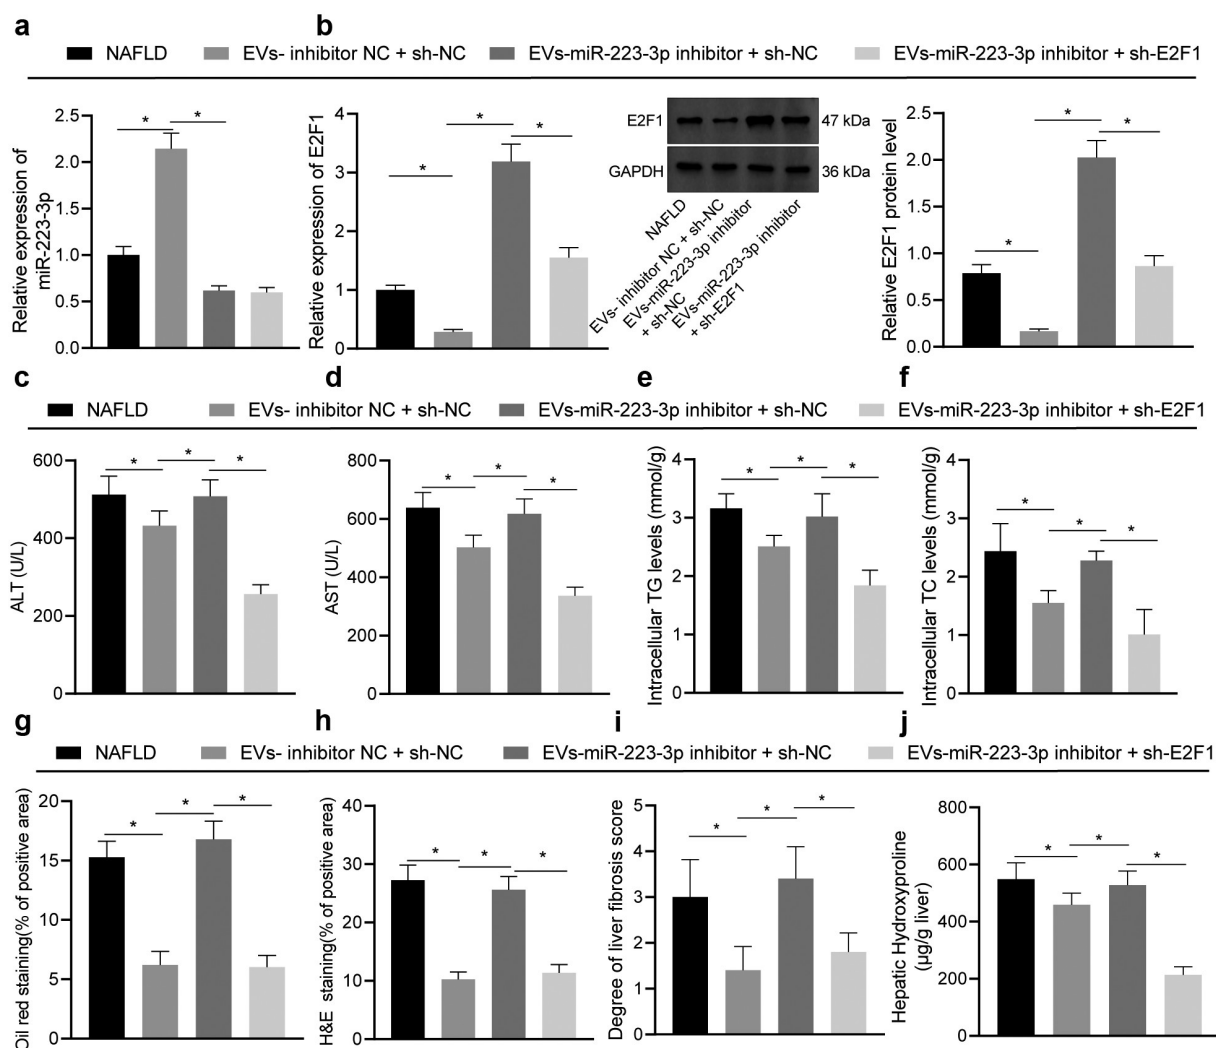 a b
NAFLD EVs- inhibitor NC + sh-NC EVs-miR-223-3p inhibitor + sh-NC EVs-miR-223-3p inhibitor + sh-E2F1
Relative expression of
miR-223-3p
2.5
2.0
1.5
1.0
0.5
0.0
* *
Relative expression of E2F1
4
3
2
1
0
* * *
E2F1 47 kDa
GAPDH 36 kDa
NAFLD
EVs- inhibitor NC + sh-NC
EVs-miR-223-3p inhibitor
+ sh-NC
EVs-miR-223-3p inhibitor
+ sh-E2F1
Relative E2F1 protein level
2.5
2.0
1.5
1.0
0.5
0.0
* * *
c d e f
NAFLD EVs- inhibitor NC + sh-NC EVs-miR-223-3p inhibitor + sh-NC EVs-miR-223-3p inhibitor + sh-E2F1
ALT (U/L)
600
400
200
0
* * *
AST (U/L)
800
600
400
200
0
* * *
Intracellular TG levels (mmol/g)
4
3
2
1
0
* * *
Intracellular TC levels (mmol/g)
4
3
2
1
0
* * *
g h i j
NAFLD EVs- inhibitor NC + sh-NC EVs-miR-223-3p inhibitor + sh-NC EVs-miR-223-3p inhibitor + sh-E2F1
Oil red staining(% of positive area)
20
15
10
5
0
* * *
H&E staining(% of positive area)
40
30
20
10
0
* * *
Degree of liver fibrosis score
5
4
3
2
1
0
* * *
Hepatic Hydroxyproline
(µg/g liver)
800
600
400
200
0
* * *